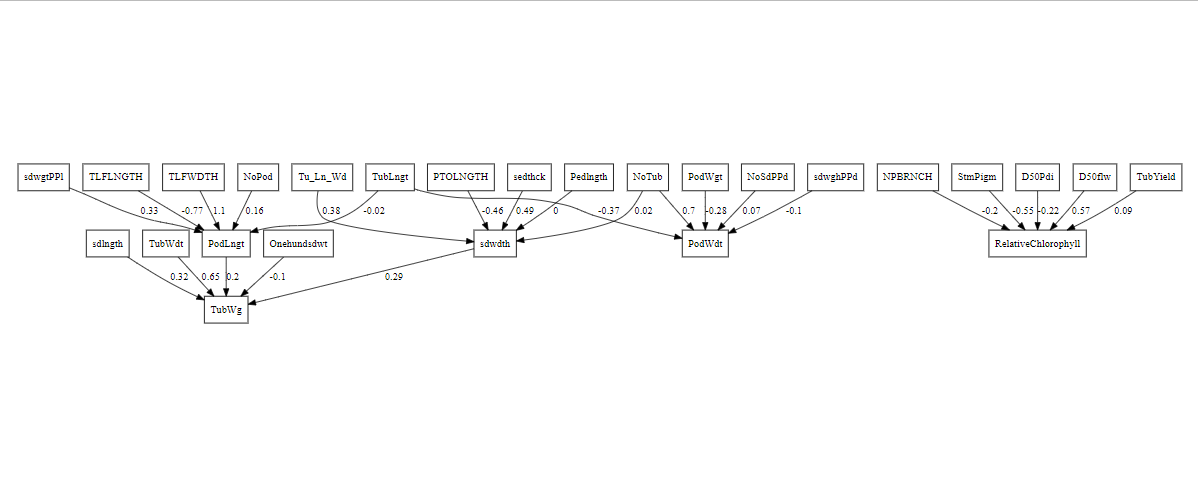 sdwgtPPl TLFLNGTH TLFWDTH NoPod Tu_Ln_Wd TubLngt PTOLNGTH sedthck Pedlngth NoTub PodWgt NoSdPPd sdwghPPd NPBRNCH StmPigm D50Pdi D50flw TubYield
0.33 -0.77 1.1 0.16 0.38 -0.02 -0.46 0.49 0 -0.37 0.02 0.7 -0.28 0.07 -0.1 -0.2 -0.55 -0.22 0.57 0.09
sdlngth TubWdt PodLngt Onehundsdwt sdwdth PodWdt RelativeChlorophyll
0.32 0.65 0.2 -0.1 0.29
TubWg